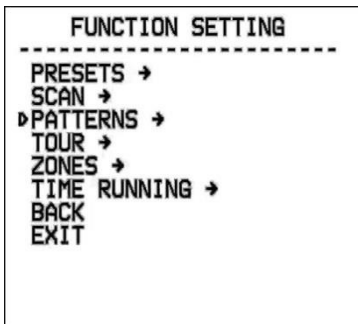 FUNCTION SETTING
PRESETS →
SCAN →
PATTERNS →
TOUR →
ZONES →
TIME RUNNING →
BACK
EXIT